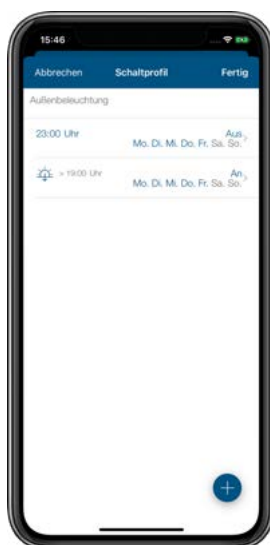 15:46
Abbrechen Schaltprofil Fertig
Außenbeleuchtung
23:00 Uhr Aus
Mo. Di. Mi. Do. Fr. Sa. So.
> 19:00 Uhr An
Mo. Di. Mi. Do. Fr. Sa. So.